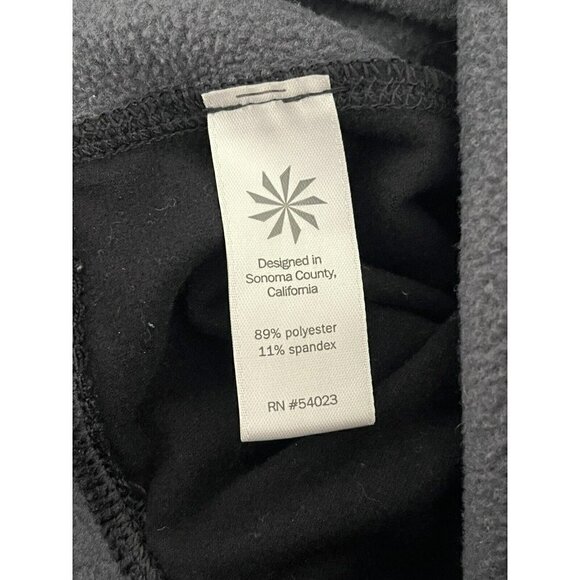 Designed in
Sonoma County,
California
89% polyester
11% spandex
RN #54023